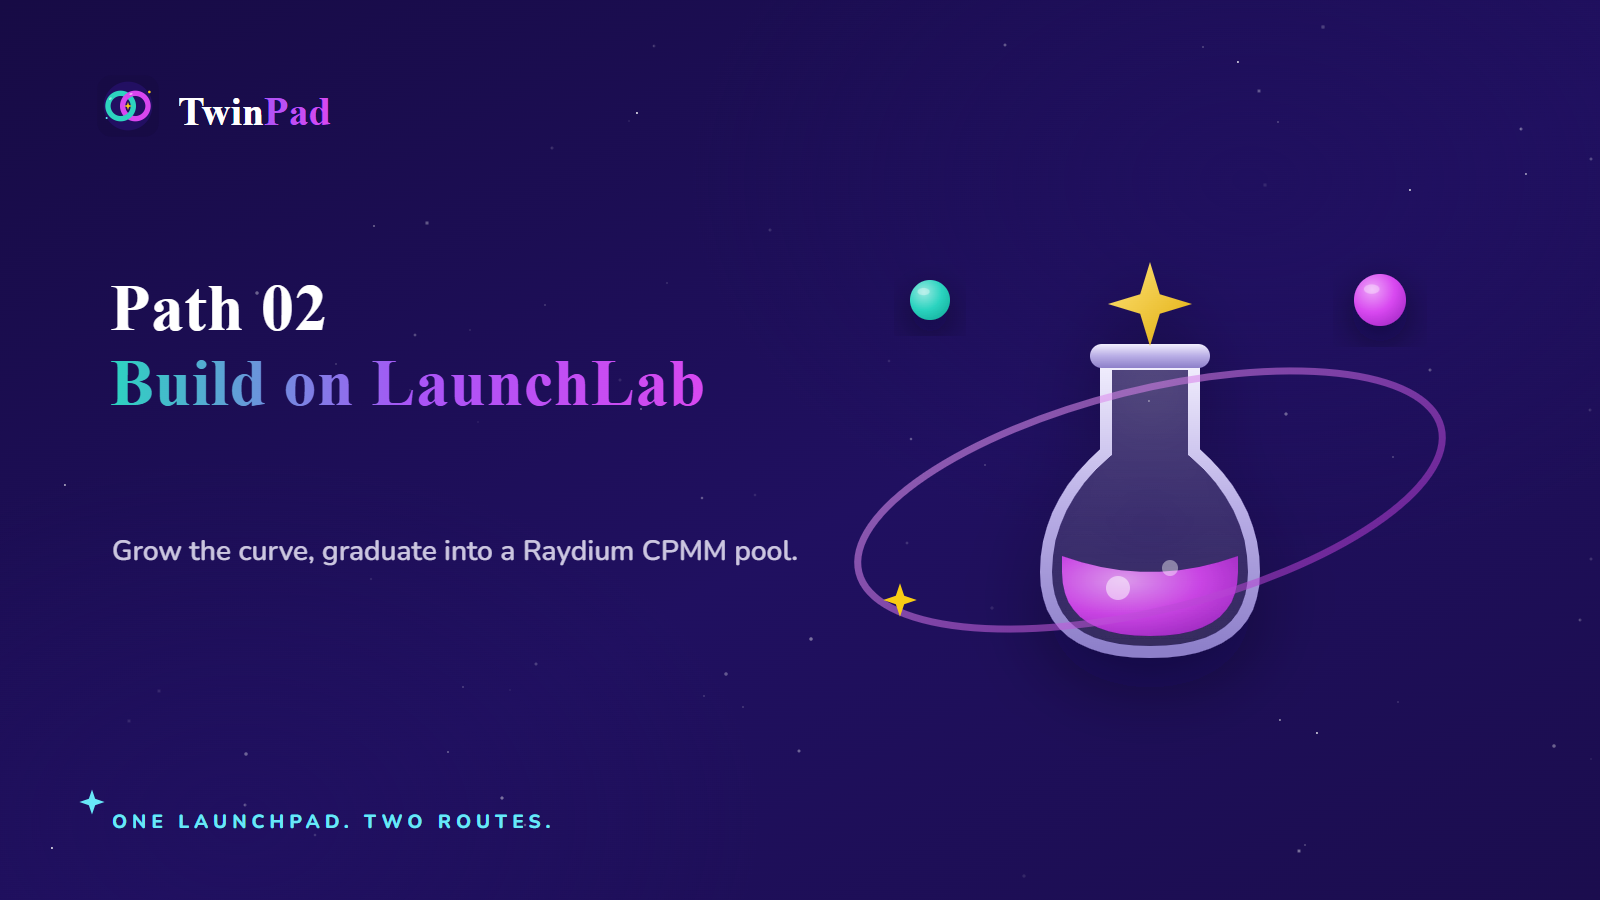 TwinPad
Path 02
Build on LaunchLab
Grow the curve, graduate into a Raydium CPMM pool.
ONE LAUNCHPAD. TWO ROUTES.